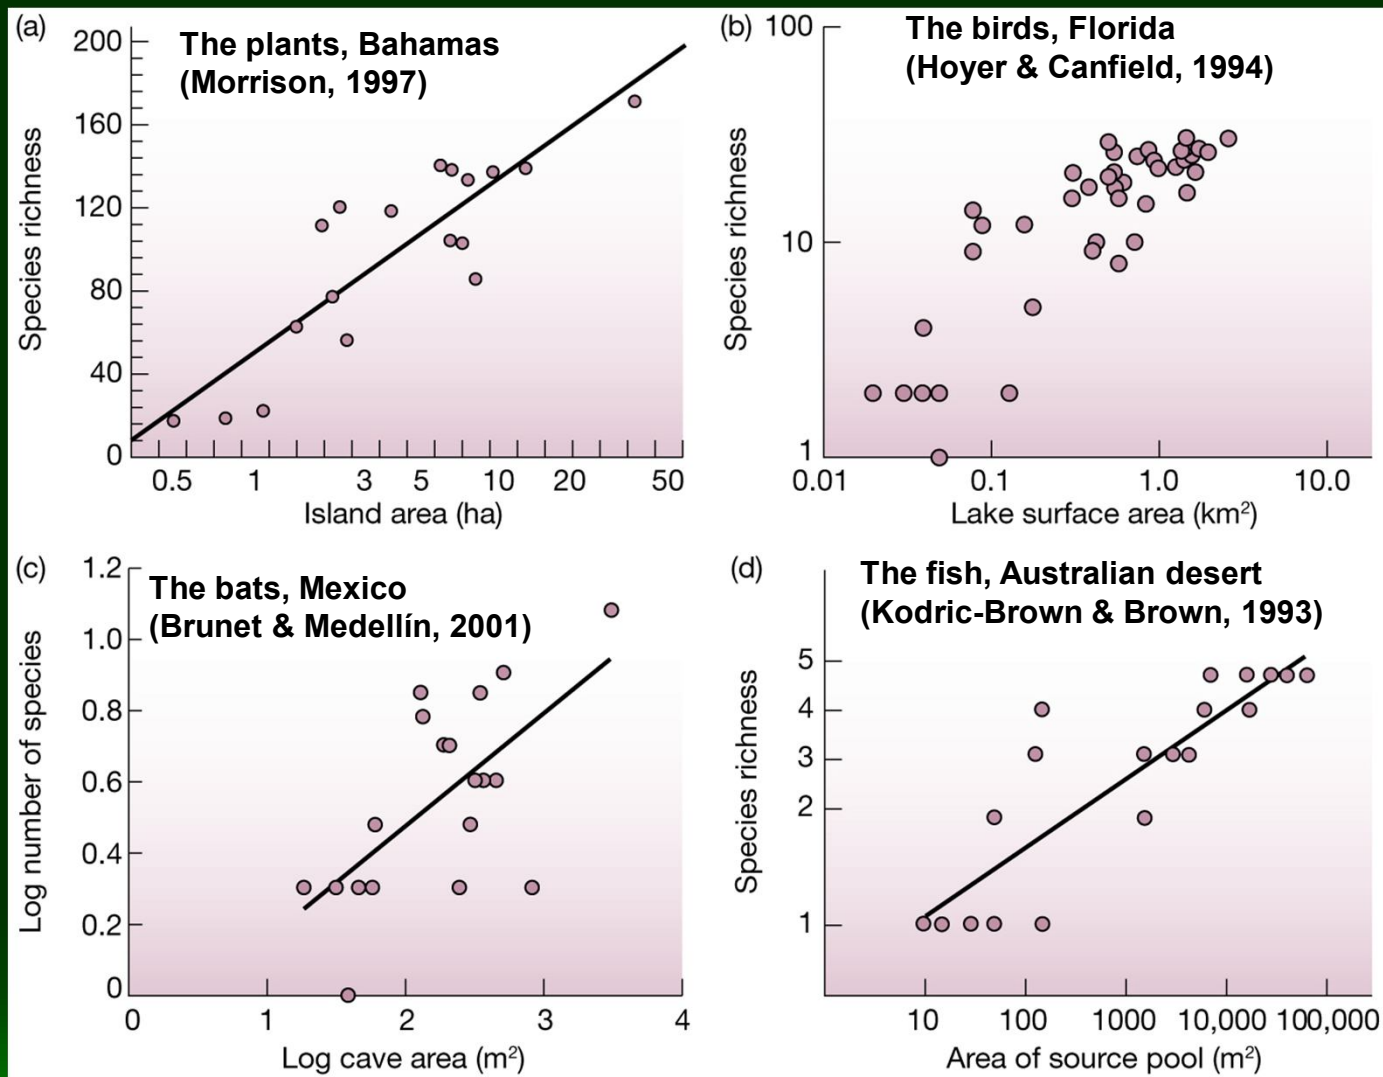 (a)
The plants, Bahamas
(Morrison, 1997)
Species richness
200
160
120
80
40
0
0.5 1 3 5 10 20 50
Island area (ha)
(b)
The birds, Florida
(Hoyer & Canfield, 1994)
Species richness
100
10
1
0.01 0.1 1.0 10.0
Lake surface area (km²)
(c)
The bats, Mexico
(Brunet & Medellín, 2001)
Log number of species
1.2
1.0
0.8
0.6
0.4
0.2
0
0 1 2 3 4
Log cave area (m²)
(d)
The fish, Australian desert
(Kodric-Brown & Brown, 1993)
Species richness
5
4
3
2
1
10 100 1000 10,000 100,000
Area of source pool (m²)